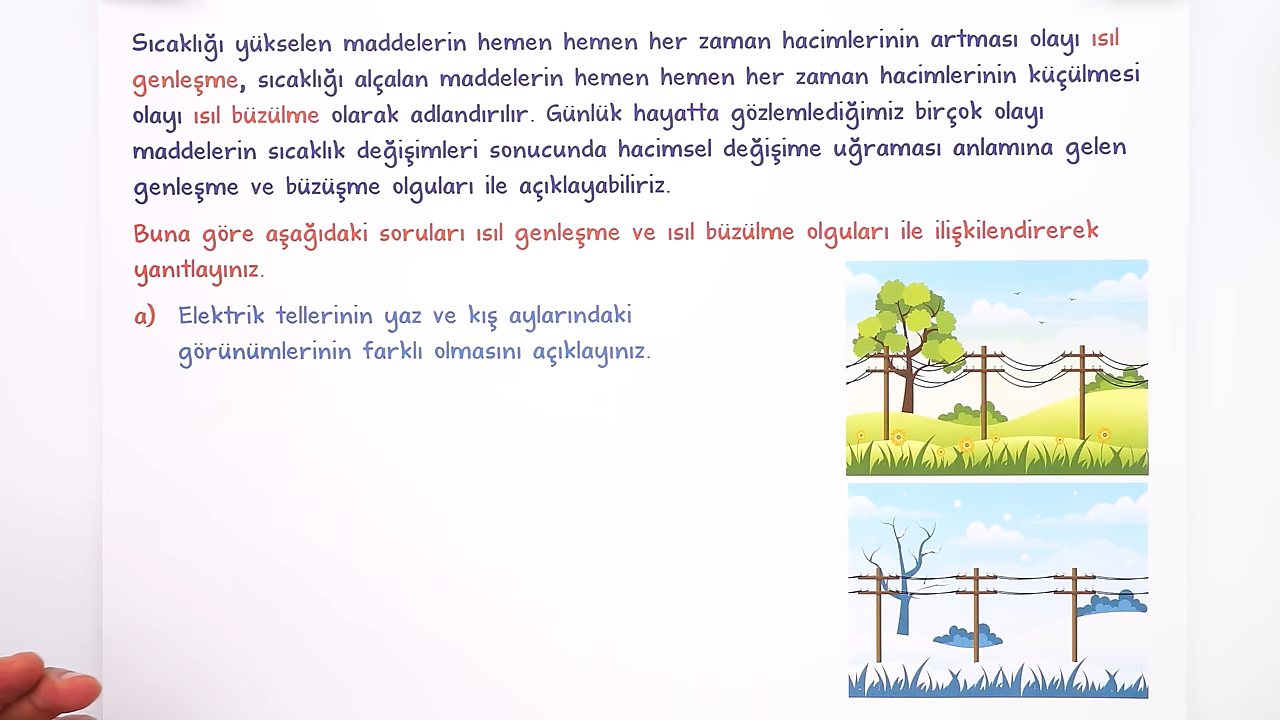 Sıcaklığı yükselen maddelerin hemen hemen her zaman hacimlerinin artması olayı ısıl
genleşme, sıcaklığı alçalan maddelerin hemen hemen her zaman hacimlerinin küçülmesi
olayı ısıl büzülme olarak adlandırılır. Günlük hayatta gözlemlediğimiz birçok olayı
maddelerin sıcaklık değişimleri sonucunda hacimsel değişime uğraması anlamına gelen
genleşme ve büzüşme olguları ile açıklayabiliriz.
Buna göre aşağıdaki soruları ısıl genleşme ve ısıl büzülme olguları ile ilişkilendirerek
yanıtlayınız.
a) Elektrik tellerinin yaz ve kış aylarındaki
görünümlerinin farklı olmasını açıklayınız.